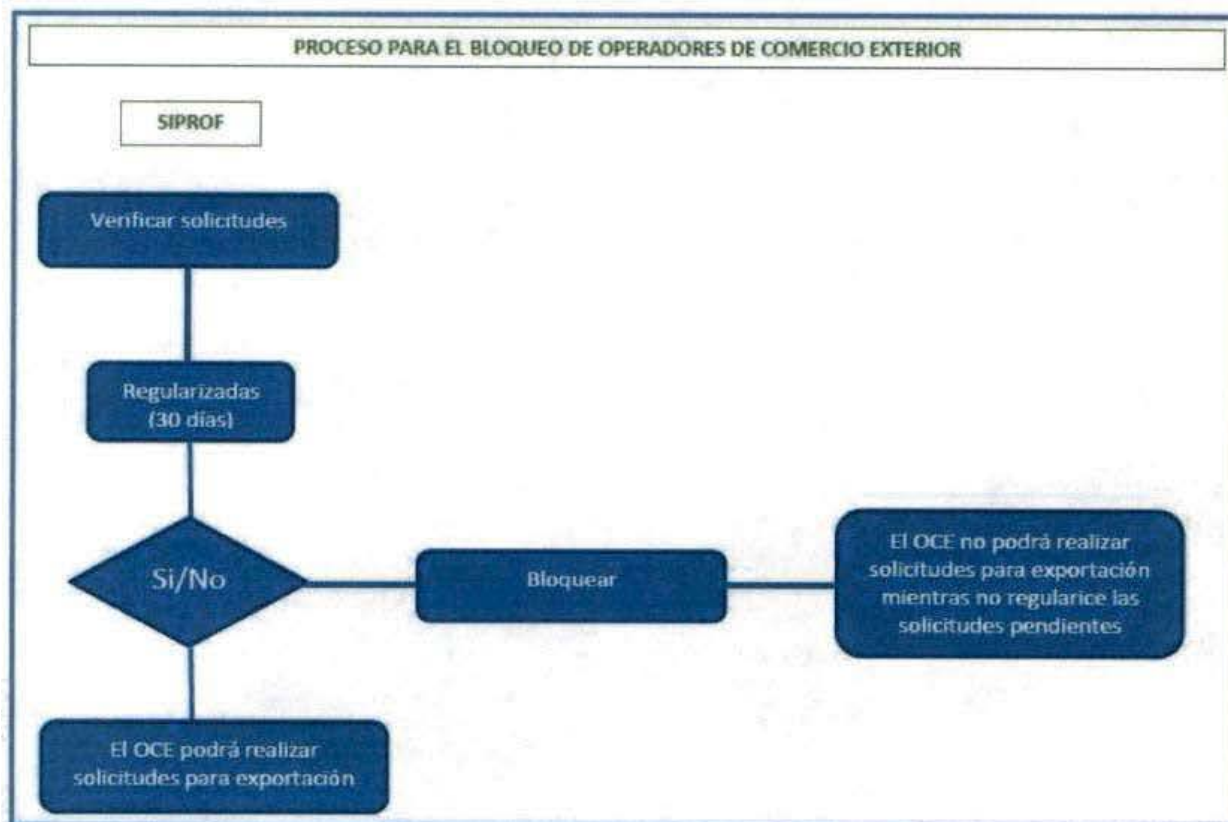 PROCESO PARA EL BLOQUEO DE OPERADORES DE COMERCIO EXTERIOR
SIPROF
Verificar solicitudes
Regularizadas
(30 días)
Si/No
Bloquear
El OCE no podrá realizar
solicitudes para exportación
mientras no regularice las
solicitudes pendientes
El OCE podrá realizar
solicitudes para exportación